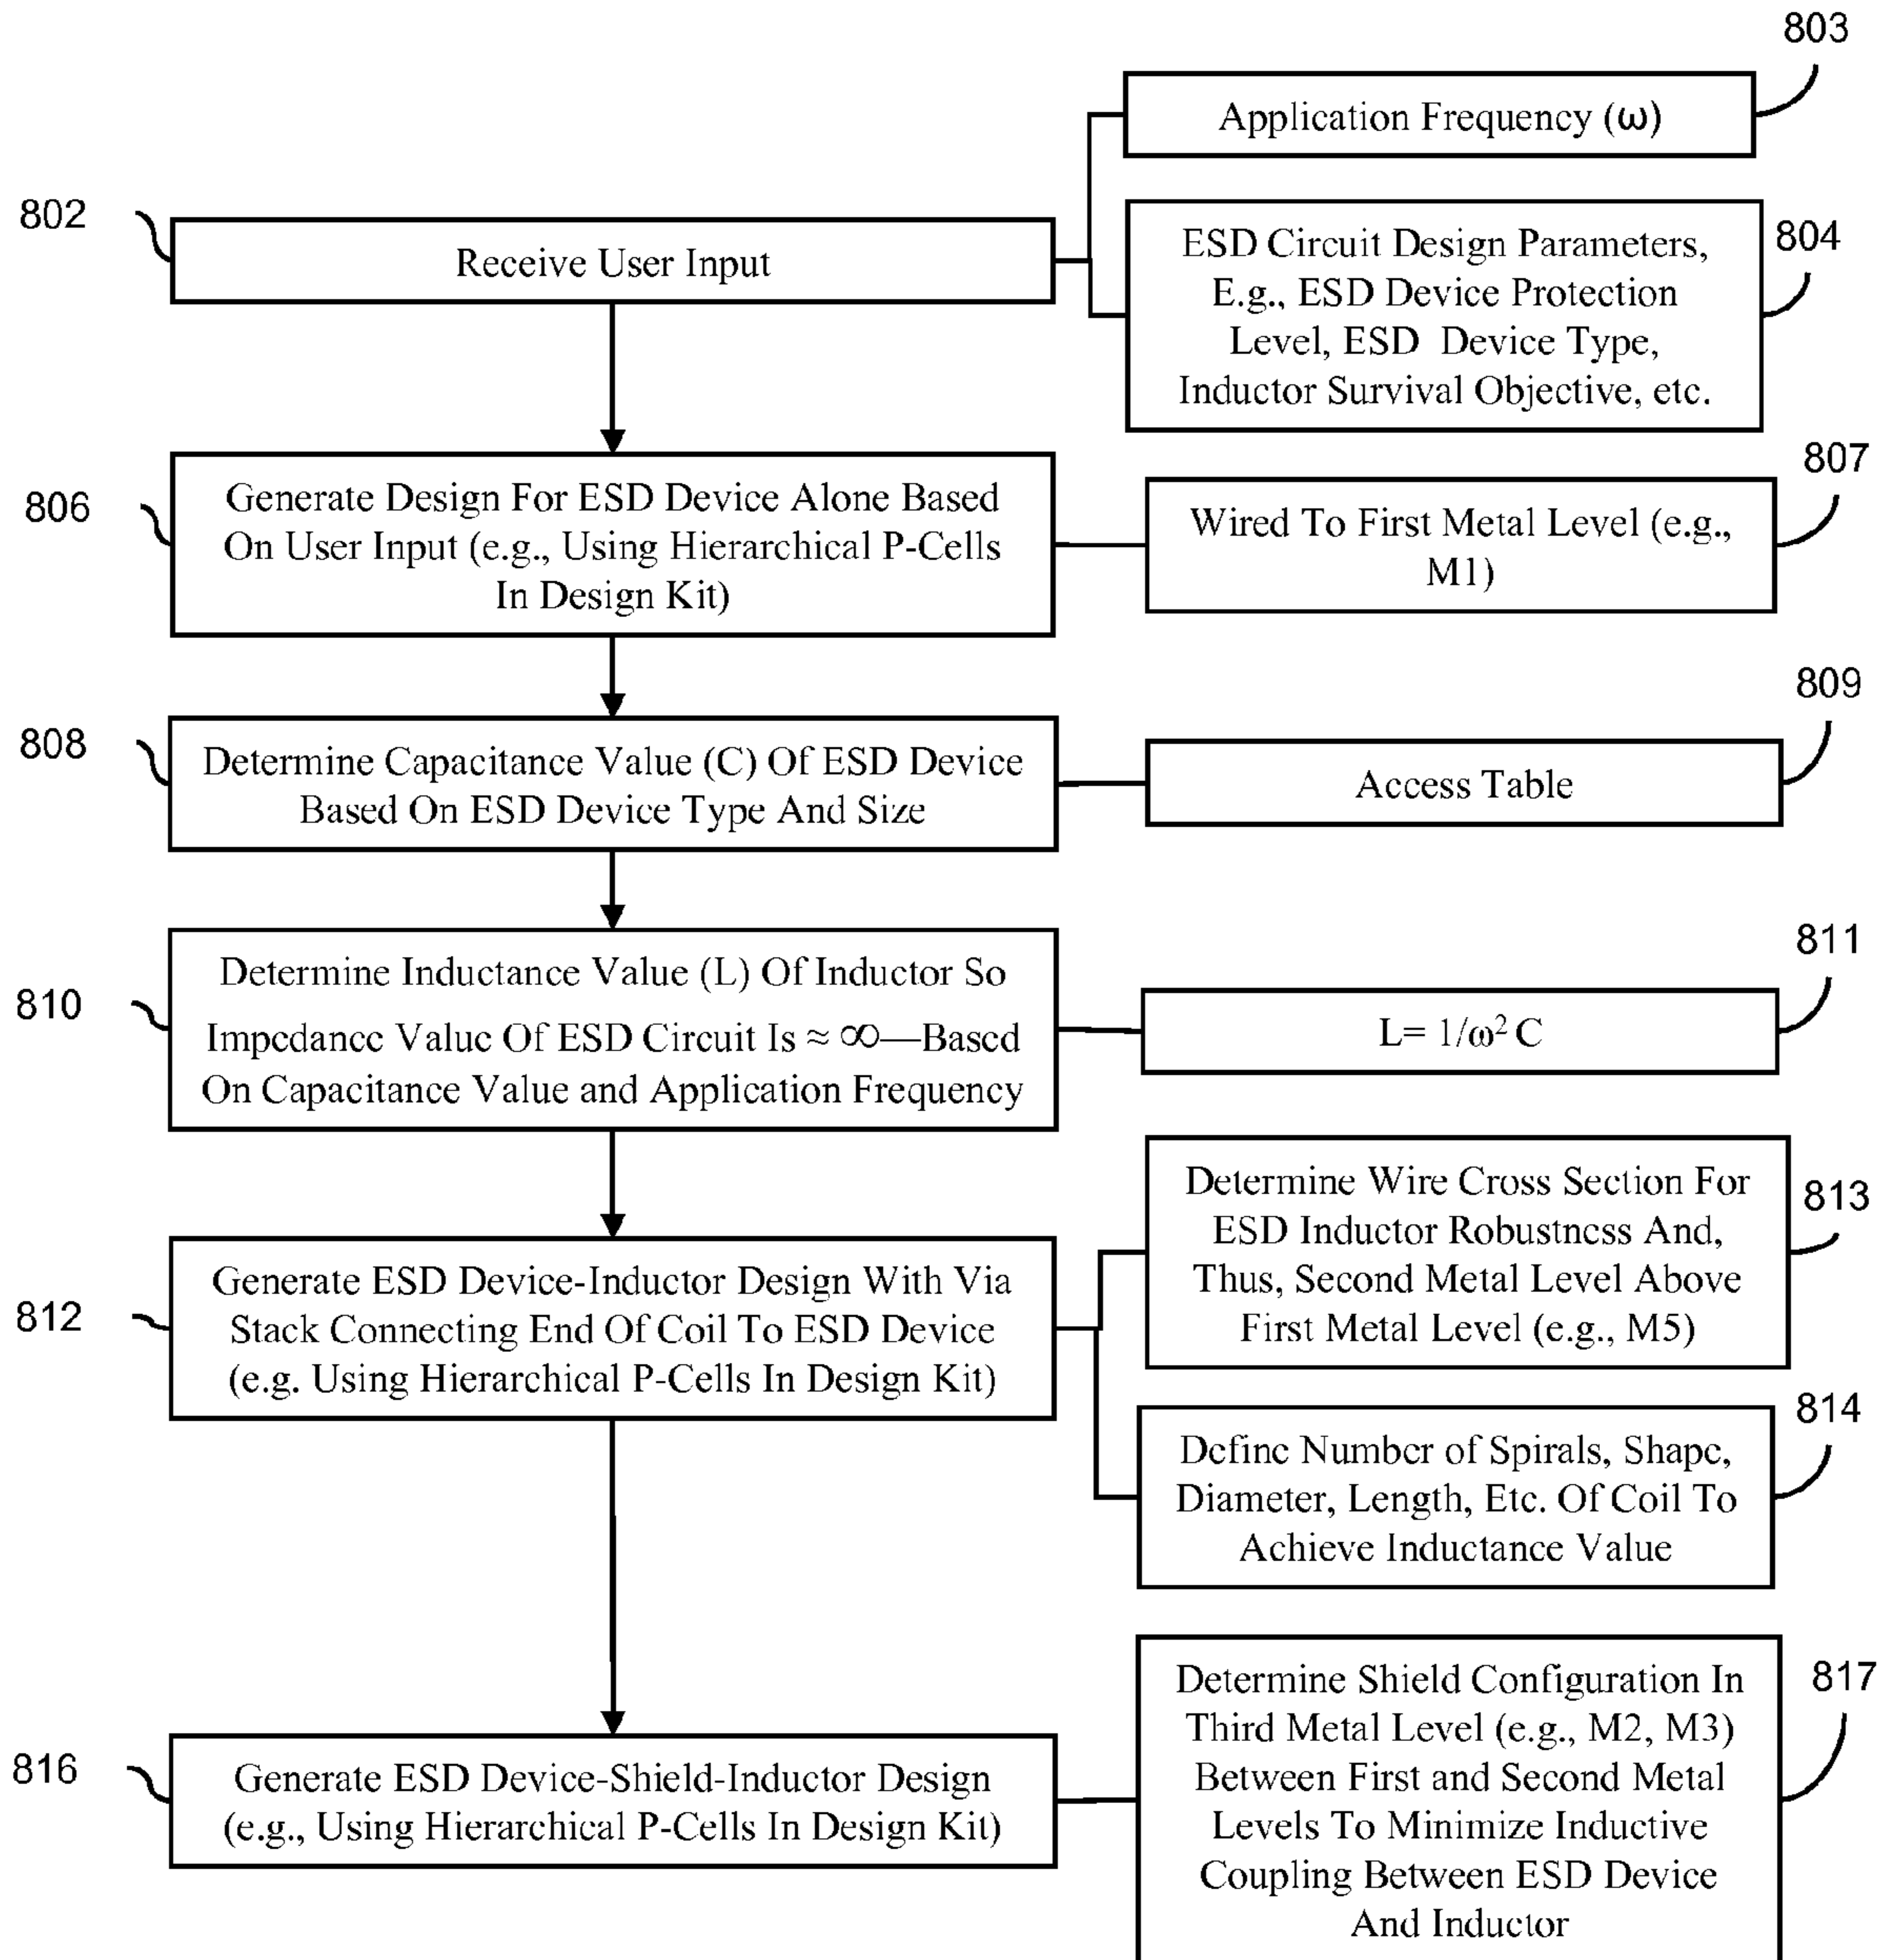 803
Application Frequency (ω)
802
Receive User Input
804
ESD Circuit Design Parameters,
E.g., ESD Device Protection
Level, ESD Device Type,
Inductor Survival Objective, etc.
806
Generate Design For ESD Device Alone Based
On User Input (e.g., Using Hierarchical P-Cells
In Design Kit)
807
Wired To First Metal Level (e.g.,
M1)
808
Determine Capacitance Value (C) Of ESD Device
Based On ESD Device Type And Size
809
Access Table
810
Determine Inductance Value (L) Of Inductor So
Impedance Value Of ESD Circuit Is ≈ ∞—Based
On Capacitance Value and Application Frequency
811
L= 1/ω² C
812
Generate ESD Device-Inductor Design With Via
Stack Connecting End Of Coil To ESD Device
(e.g. Using Hierarchical P-Cells In Design Kit)
813
Determine Wire Cross Section For
ESD Inductor Robustness And,
Thus, Second Metal Level Above
First Metal Level (e.g., M5)
814
Define Number of Spirals, Shape,
Diameter, Length, Etc. Of Coil To
Achieve Inductance Value
816
Generate ESD Device-Shield-Inductor Design
(e.g., Using Hierarchical P-Cells In Design Kit)
817
Determine Shield Configuration In
Third Metal Level (e.g., M2, M3)
Between First and Second Metal
Levels To Minimize Inductive
Coupling Between ESD Device
And Inductor